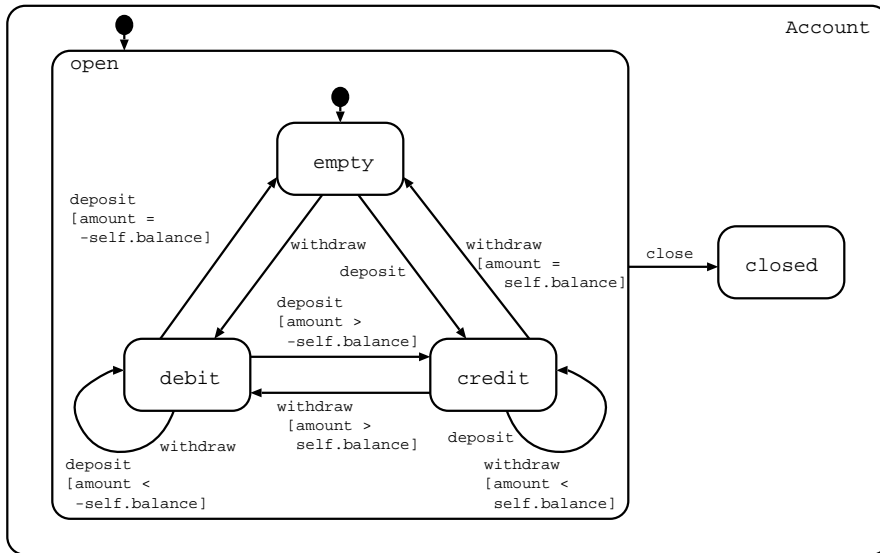 Account
open
empty
deposit
[amount =
-self.balance]
withdraw
deposit
withdraw
[amount =
self.balance]
close
closed
deposit
[amount >
-self.balance]
debit
credit
withdraw
[amount >
self.balance]
withdraw
deposit
deposit
[amount <
-self.balance]
withdraw
[amount <
self.balance]